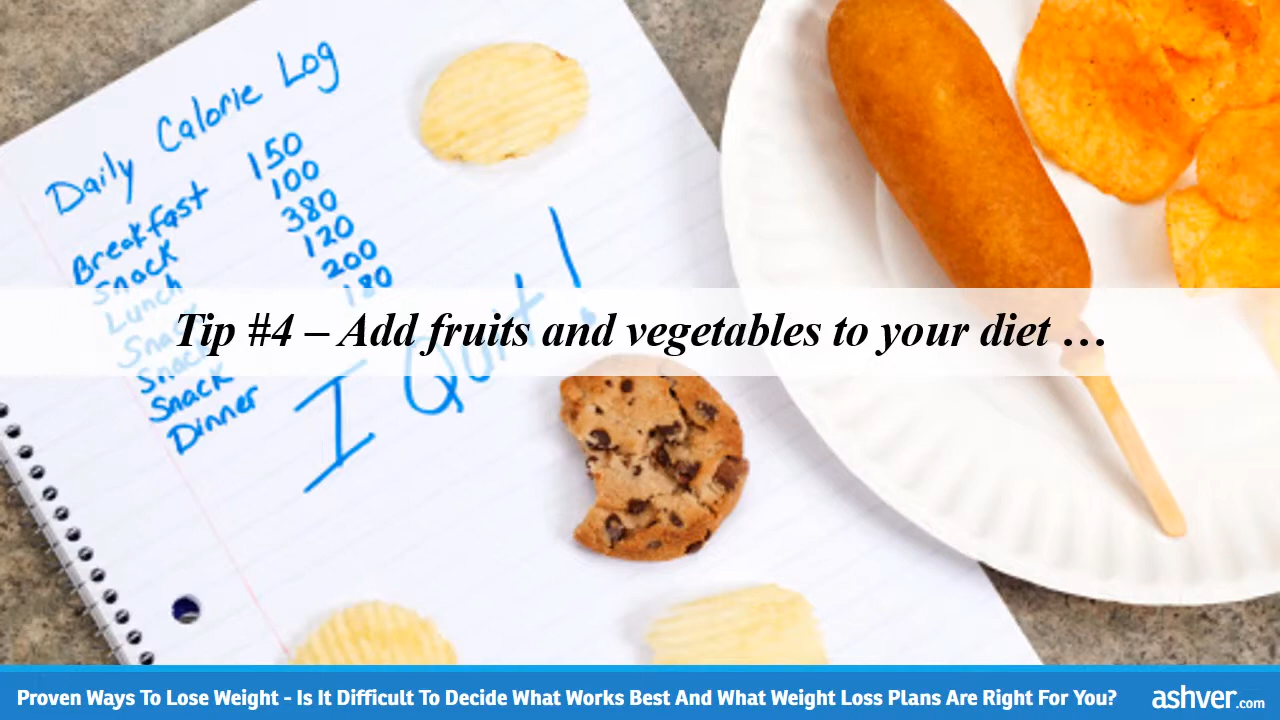 Daily Calorie Log
Breakfast 150
Snack 100
Lunch 380
Snack 120
Snack 200
Snack 180
Dinner
I Quit!
Tip #4 – Add fruits and vegetables to your diet …
Proven Ways To Lose Weight - Is It Difficult To Decide What Works Best And What Weight Loss Plans Are Right For You?
ashver.com